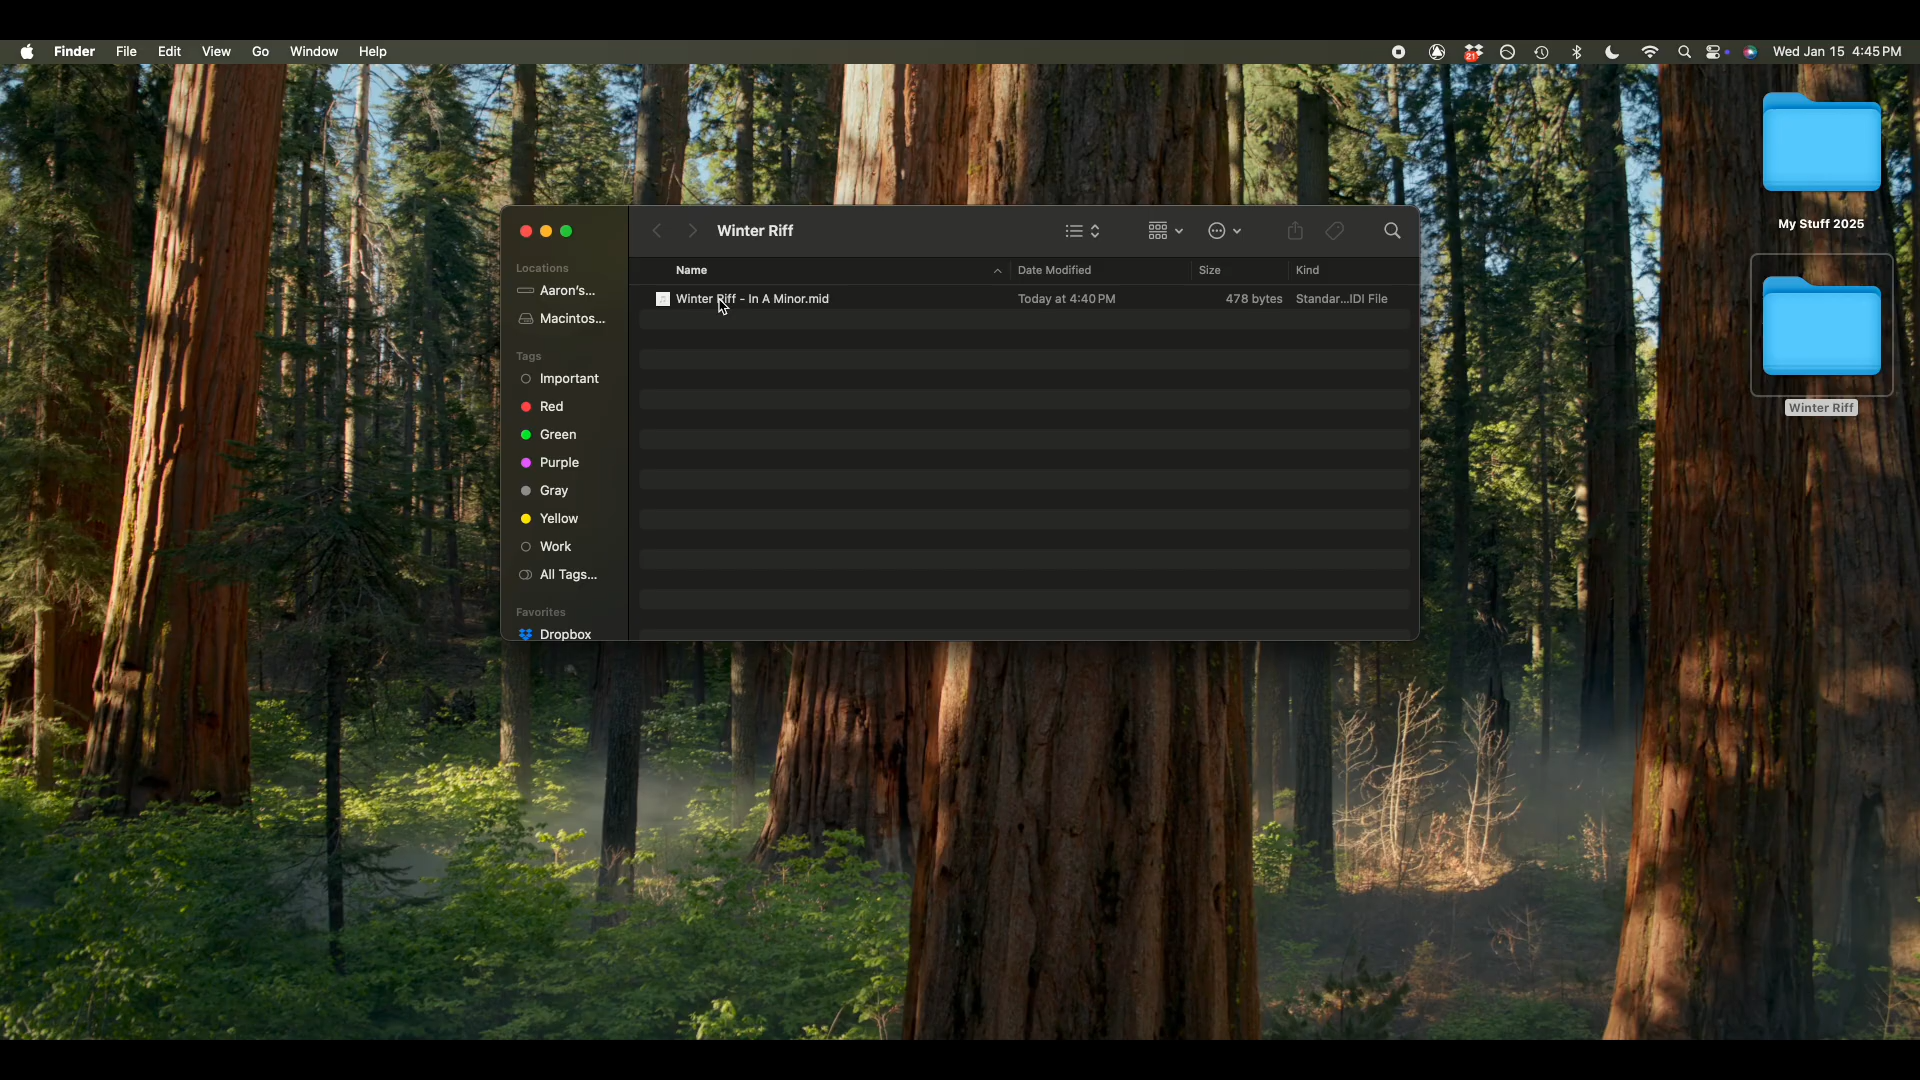 Finder File Edit View Go Window Help 21 Wed Jan 15 4:45 PM
My Stuff 2025
Winter Riff
Winter Riff
Locations
Aaron's...
Macintos...
Tags
Important
Red
Green
Purple
Gray
Yellow
Work
All Tags...
Favorites
Dropbox
Name Date Modified Size Kind
Winter Riff - In A Minor.mid Today at 4:40 PM 478 bytes Standar...IDI File